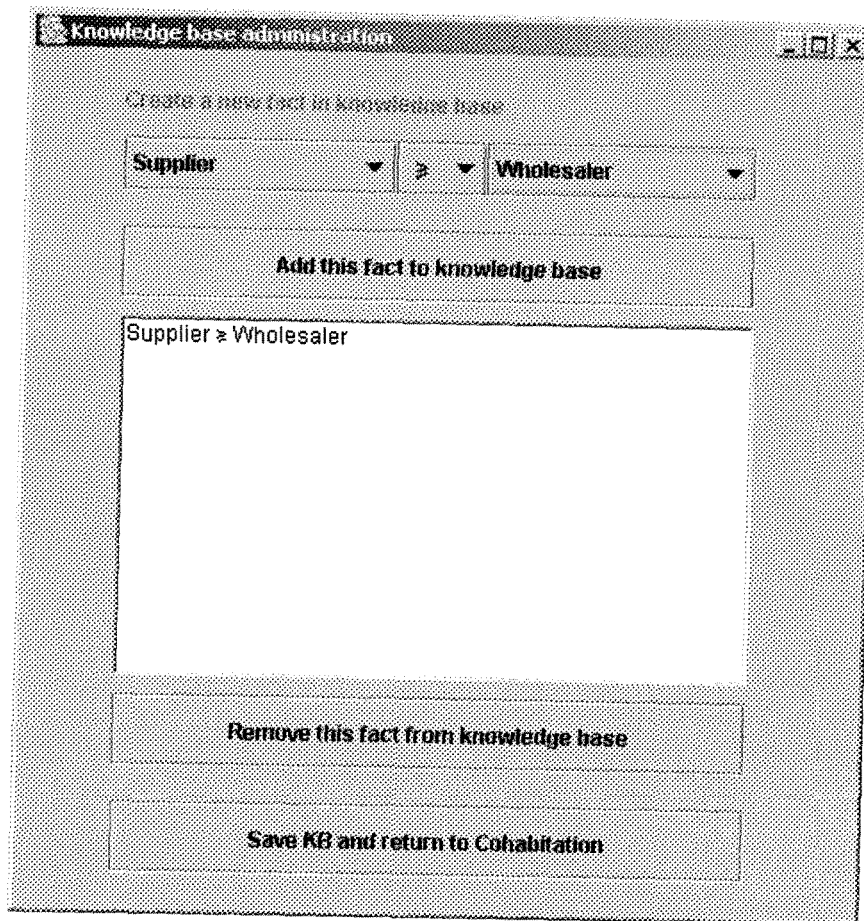 Knowledge base administration
Create a new fact in knowledge base
Supplier ⩾ Wholesaler
Add this fact to knowledge base
Supplier ⩾ Wholesaler
Remove this fact from knowledge base
Save KB and return to Cohabitation